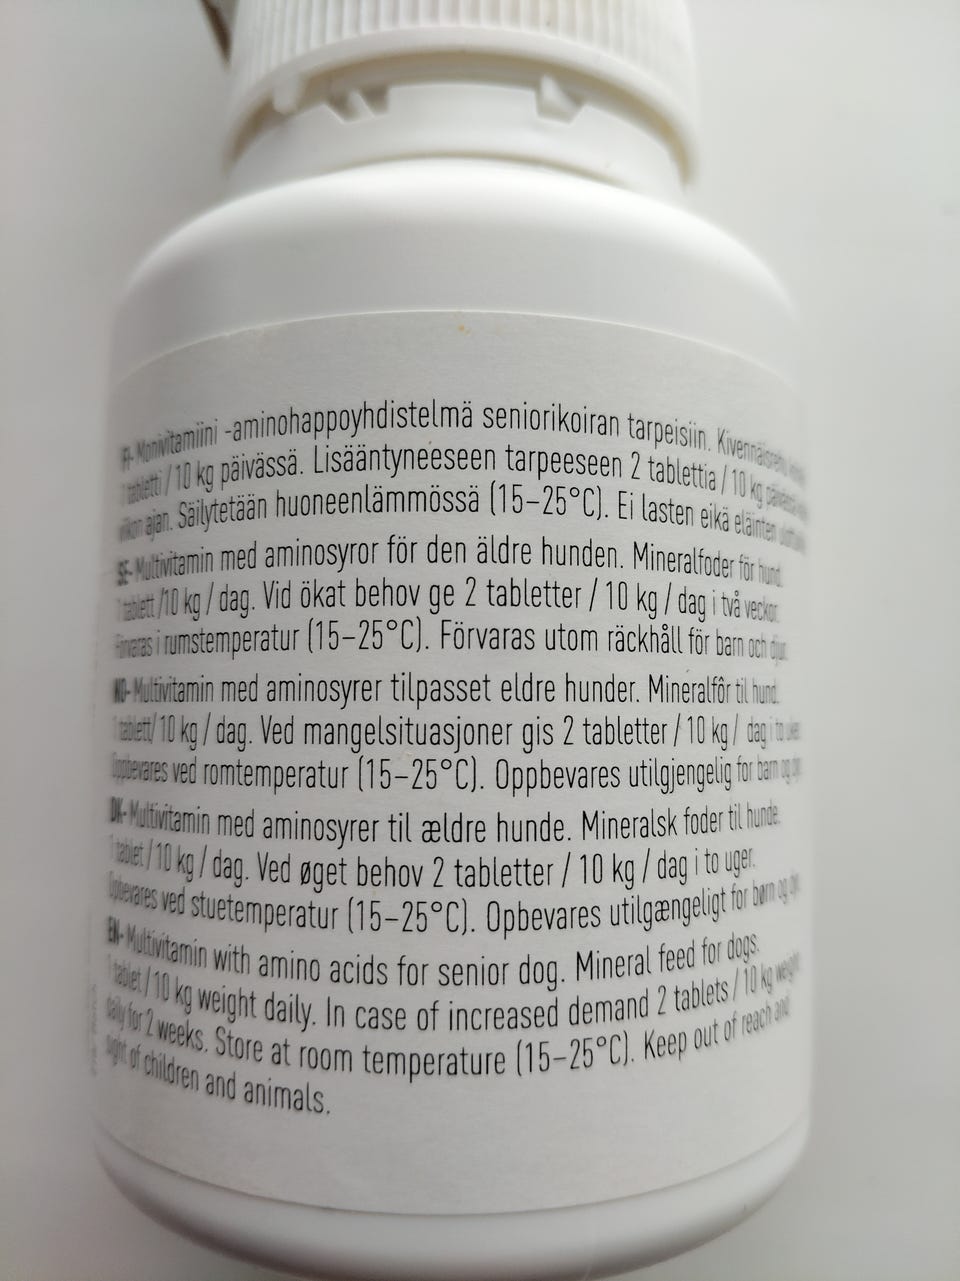 FI- Monivitamiini -aminohappoyhdistelmä seniorikoiran tarpeisiin. Kivennäisrehu
1 tabletti / 10 kg päivässä. Lisääntyneeseen tarpeeseen 2 tablettia / 10 kg päivässä
viikon ajan. Säilytetään huoneenlämmössä (15–25°C). Ei lasten eikä eläinten
SE- Multivitamin med aminosyror för den äldre hunden. Mineralfoder för hund.
1 tablett /10 kg / dag. Vid ökat behov ge 2 tabletter / 10 kg / dag i två veckor.
Förvaras i rumstemperatur (15–25°C). Förvaras utom räckhåll för barn och djur.
NO- Multivitamin med aminosyrer tilpasset eldre hunder. Mineralfôr til hund.
1 tablett/ 10 kg / dag. Ved mangelsituasjoner gis 2 tabletter / 10 kg / dag i to uker.
Oppbevares ved romtemperatur (15–25°C). Oppbevares utilgjengelig for barn og dyr.
DK- Multivitamin med aminosyrer til ældre hunde. Mineralsk foder til hunde.
1 tablet / 10 kg / dag. Ved øget behov 2 tabletter / 10 kg / dag i to uger.
Opbevares ved stuetemperatur (15–25°C). Opbevares utilgængeligt for børn og dyr.
EN- Multivitamin with amino acids for senior dog. Mineral feed for dogs.
1 tablet / 10 kg weight daily. In case of increased demand 2 tablets / 10 kg weight
daily for 2 weeks. Store at room temperature (15–25°C). Keep out of reach and
sight of children and animals.